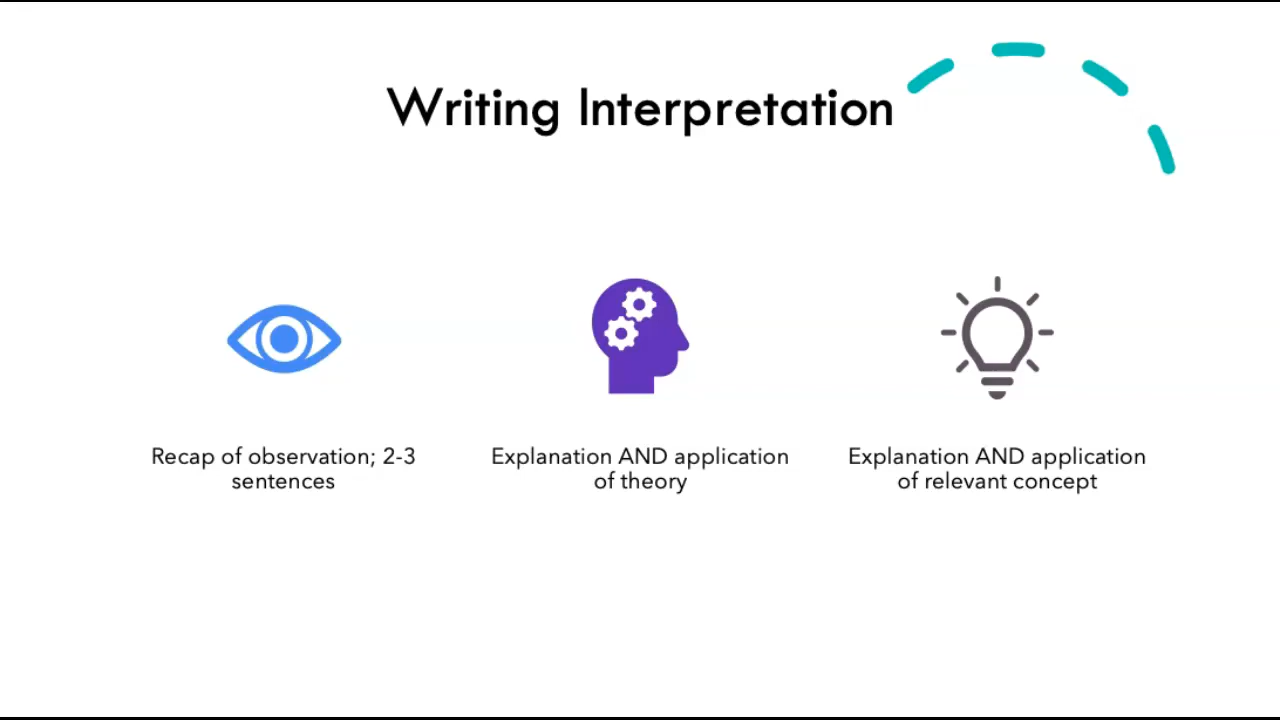 Writing Interpretation
Recap of observation; 2-3
sentences
Explanation AND application
of theory
Explanation AND application
of relevant concept